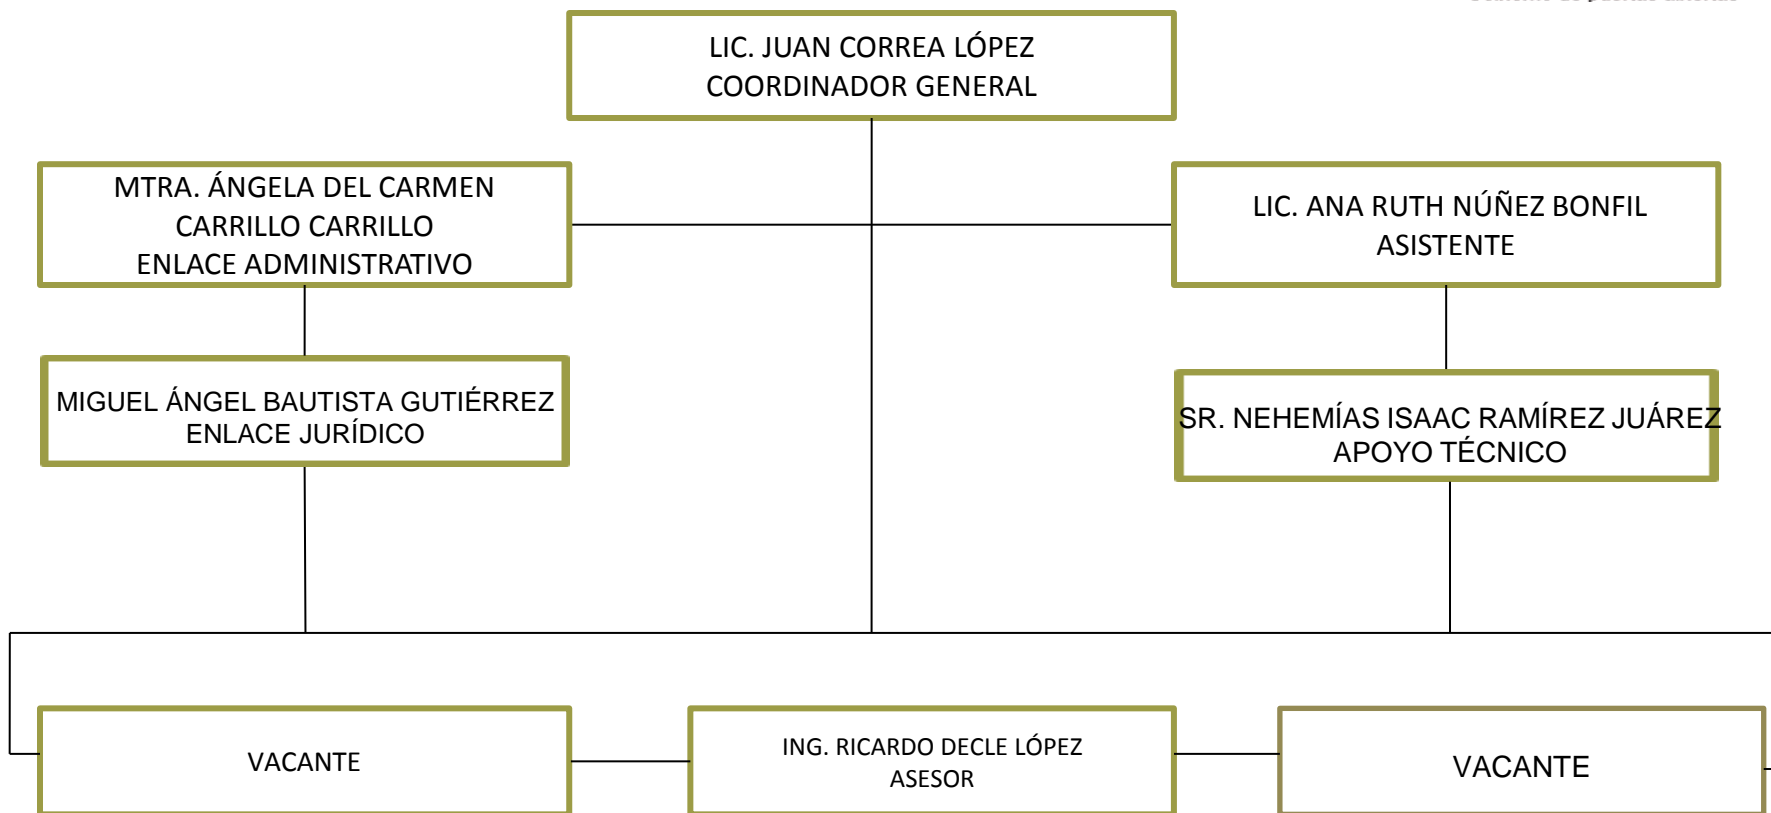 LIC. JUAN CORREA LÓPEZ
COORDINADOR GENERAL
MTRA. ÁNGELA DEL CARMEN
CARRILLO CARRILLO
ENLACE ADMINISTRATIVO
LIC. ANA RUTH NÚÑEZ BONFIL
ASISTENTE
MIGUEL ÁNGEL BAUTISTA GUTIÉRREZ
ENLACE JURÍDICO
SR. NEHEMÍAS ISAAC RAMÍREZ JUÁREZ
APOYO TÉCNICO
VACANTE
ING. RICARDO DECLE LÓPEZ
ASESOR
VACANTE